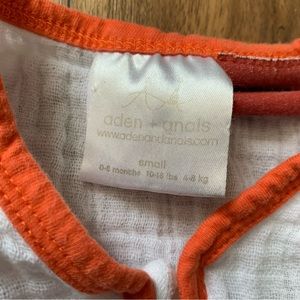 aden + anais
www.adenandanais.com
small
0-6 months 10-18 lbs 4-8 kg